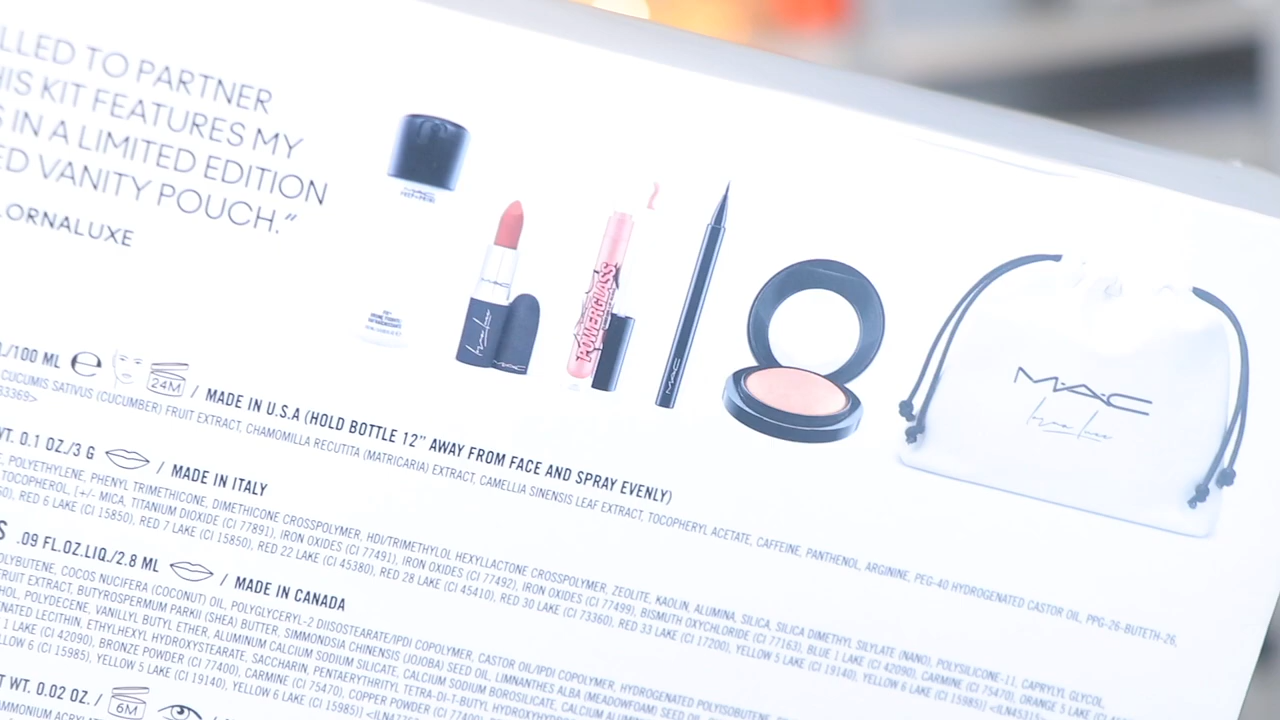 LLED TO PARTNER
HIS KIT FEATURES MY
S IN A LIMITED EDITION
ED VANITY POUCH.”
LORNALUXE
M·A·C
POWERGLASS
M·A·C
M·A·C
M·A·C
lorna luxe
L/100 ML 24M / MADE IN U.S.A (HOLD BOTTLE 12” AWAY FROM FACE AND SPRAY EVENLY)
CUCUMIS SATIVUS (CUCUMBER) FRUIT EXTRACT, CHAMOMILLA RECUTITA (MATRICARIA) EXTRACT, CAMELLIA SINENSIS LEAF EXTRACT, TOCOPHERYL ACETATE, CAFFEINE, PANTHENOL, ARGININE, PEG-40 HYDROGENATED CASTOR OIL, PPG-26-BUTETH-26,
33369>
WT. 0.1 OZ./3 G / MADE IN ITALY
POLYETHYLENE, PHENYL TRIMETHICONE, DIMETHICONE CROSSPOLYMER, HDI/TRIMETHYLOL HEXYLLACTONE CROSSPOLYMER, ZEOLITE, KAOLIN, ALUMINA, SILICA, SILICA DIMETHYL SILYLATE (NANO), POLYSILICONE-11, CAPRYLYL GLYCOL,
TOCOPHEROL, [+/- MICA, TITANIUM DIOXIDE (CI 77891), IRON OXIDES (CI 77491), IRON OXIDES (CI 77492), IRON OXIDES (CI 77499), BISMUTH OXYCHLORIDE (CI 77163), BLUE 1 LAKE (CI 42090), CARMINE (CI 75470), ORANGE 5 LAKE
RED 6 LAKE (CI 15850), RED 7 LAKE (CI 15850), RED 22 LAKE (CI 45380), RED 28 LAKE (CI 45410), RED 30 LAKE (CI 73360), RED 33 LAKE (CI 17200), YELLOW 5 LAKE (CI 19140), YELLOW 6 LAKE (CI 15985)]
S .09 FL.OZ.LIQ./2.8 ML / MADE IN CANADA
OLYBUTENE, COCOS NUCIFERA (COCONUT) OIL, POLYGLYCERYL-2 DIISOSTEARATE/IPDI COPOLYMER, CASTOR OIL/IPDI COPOLYMER, HYDROGENATED POLYISOBUTENE,
FRUIT EXTRACT, BUTYROSPERMUM PARKII (SHEA) BUTTER, SIMMONDSIA CHINENSIS (JOJOBA) SEED OIL, LIMNANTHES ALBA (MEADOWFOAM) SEED OIL,
HOL, POLYDECENE, VANILLYL BUTYL ETHER, ALUMINUM CALCIUM SODIUM SILICATE, CALCIUM SODIUM BOROSILICATE, CALCIUM
ENATED LECITHIN, ETHYLHEXYL HYDROXYSTEARATE, SACCHARIN, PENTAERYTHRITYL TETRA-DI-T-BUTYL
1 LAKE (CI 42090), BRONZE POWDER (CI 77400), CARMINE (CI 75470), COPPER POWDER
LLOW 6 (CI 15985), YELLOW 5 LAKE (CI 19140), YELLOW 6 LAKE (CI 15985)]
T WT. 0.02 OZ. / 6M